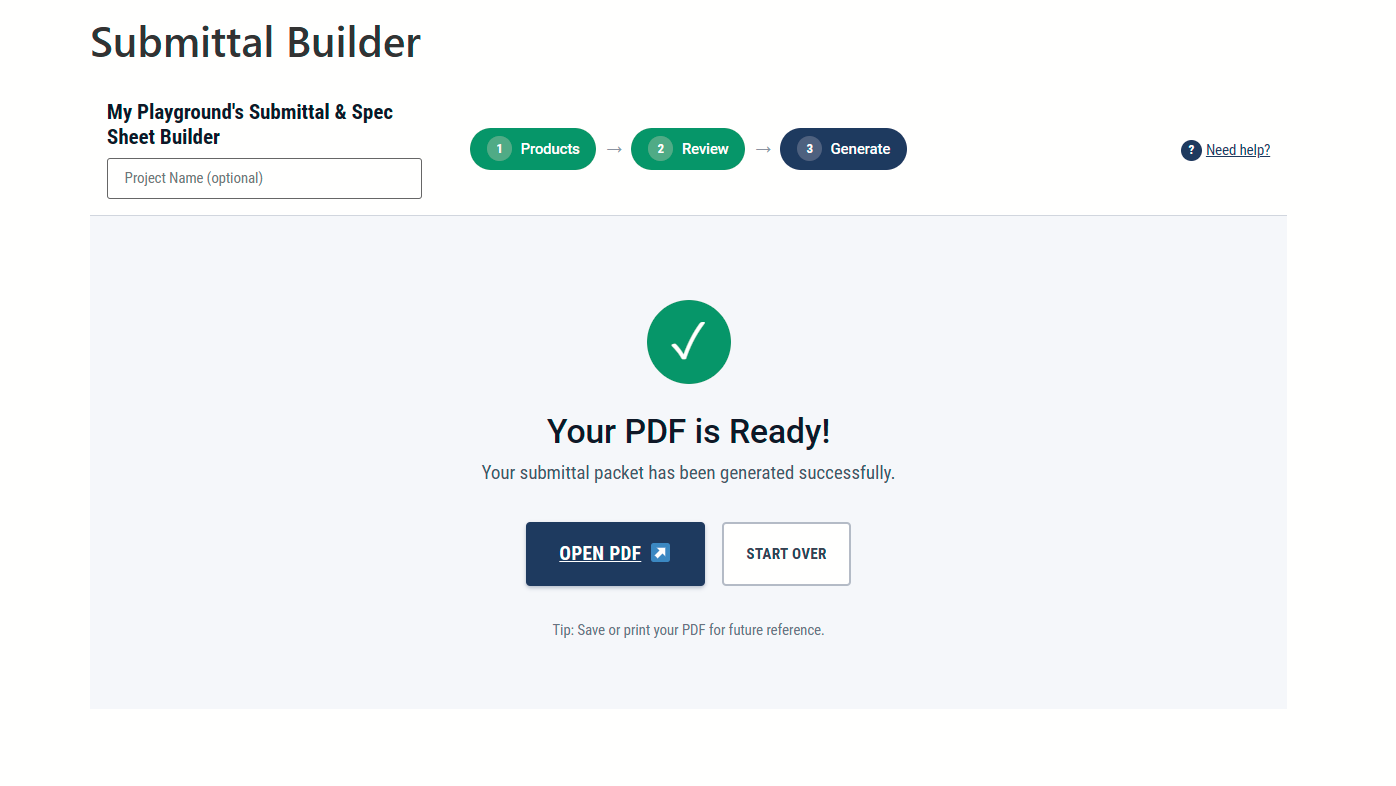 Submittal Builder
My Playground's Submittal & Spec
Sheet Builder
Project Name (optional)
1 Products → 2 Review → 3 Generate
? Need help?
Your PDF is Ready!
Your submittal packet has been generated successfully.
OPEN PDF ↗
START OVER
Tip: Save or print your PDF for future reference.